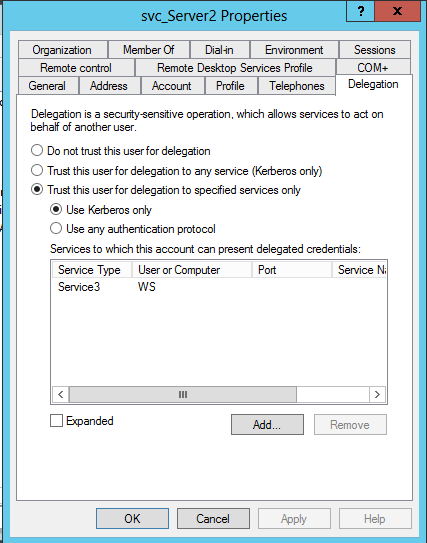 svc_Server2 Properties
? X
Organization Member Of Dial-in Environment Sessions
Remote control Remote Desktop Services Profile COM+
General Address Account Profile Telephones Delegation
Delegation is a security-sensitive operation, which allows services to act on
behalf of another user.
Do not trust this user for delegation
Trust this user for delegation to any service (Kerberos only)
Trust this user for delegation to specified services only
Use Kerberos only
Use any authentication protocol
Services to which this account can present delegated credentials:
Service Type User or Computer Port Service
Service3 WS
Expanded Add... Remove
OK Cancel Apply Help